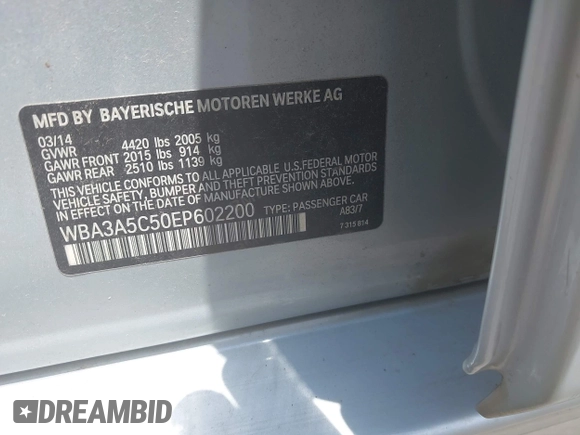 MFD BY BAYERISCHE MOTOREN WERKE AG
03/14
GVWR 4420 lbs 2005 kg
GAWR FRONT 2015 lbs 914 kg
GAWR REAR 2510 lbs 1139 kg
THIS VEHICLE CONFORMS TO ALL APPLICABLE U.S.FEDERAL MOTOR
VEHICLE SAFETY, BUMPER AND THEFT PREVENTION STANDARDS
IN EFFECT ON THE DATE OF MANUFACTURE SHOWN ABOVE.
WBA3A5C50EP602200 TYPE: PASSENGER CAR
A83/7
7 315 814
DREAMBID